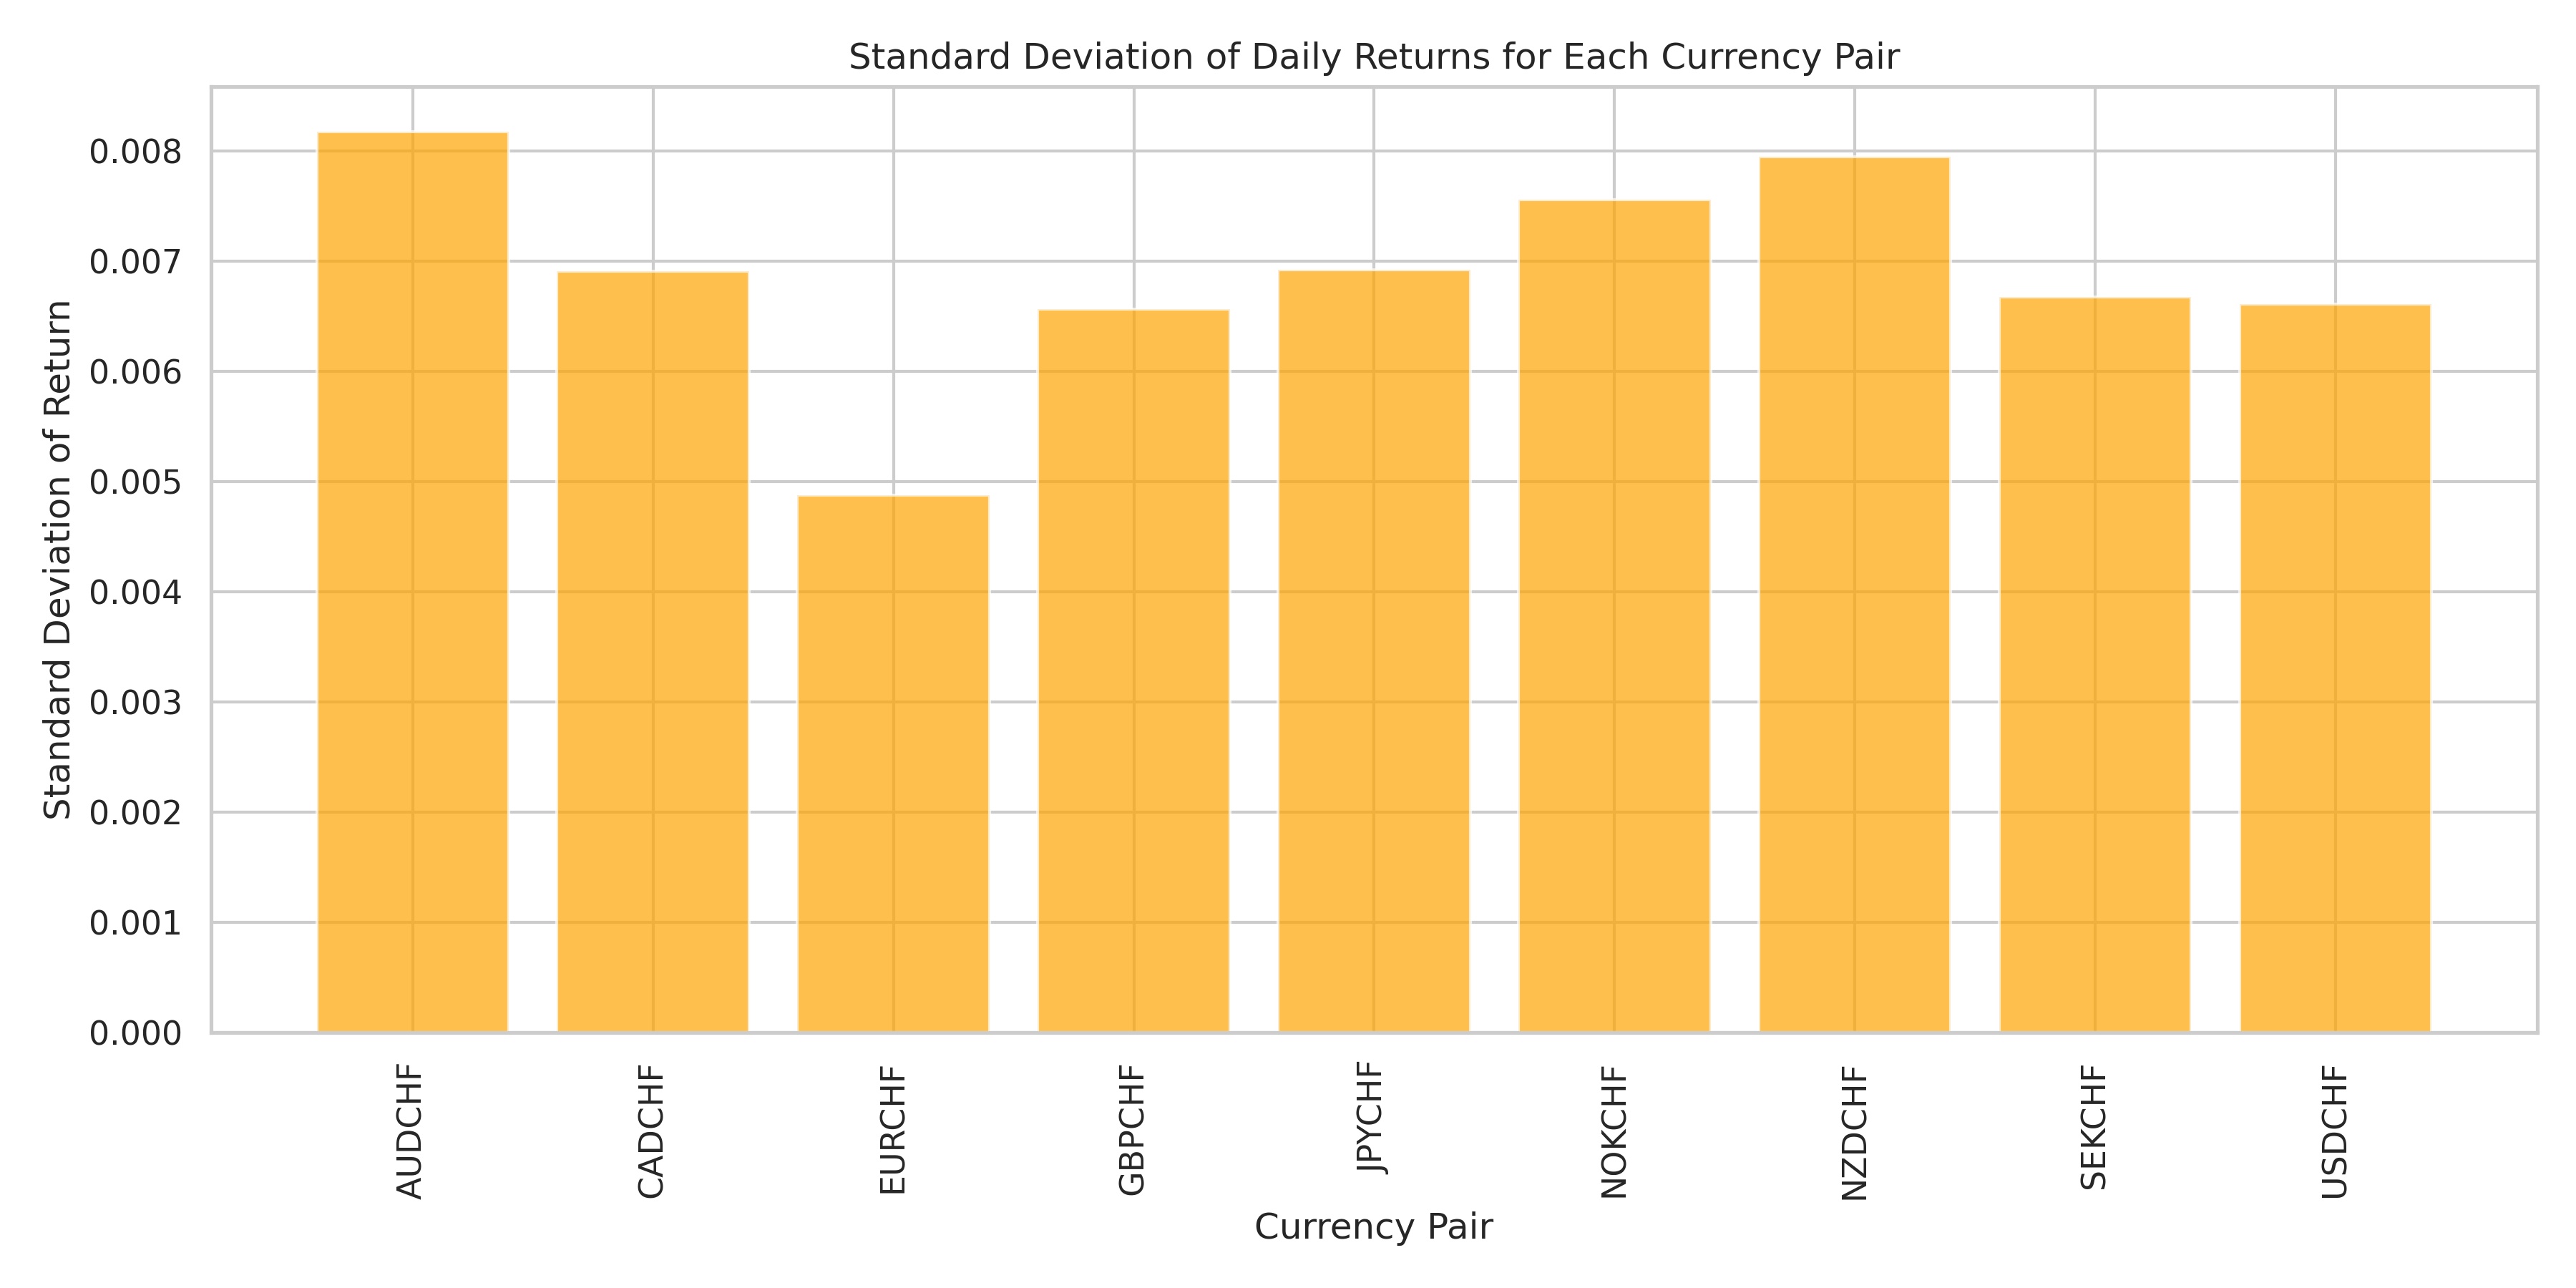 Standard Deviation of Daily Returns for Each Currency Pair
Standard Deviation of Return
0.008
0.007
0.006
0.005
0.004
0.003
0.002
0.001
0.000
AUDCHF
CADCHF
EURCHF
GBPCHF
JPYCHF
NOKCHF
NZDCHF
SEKCHF
USDCHF
Currency Pair